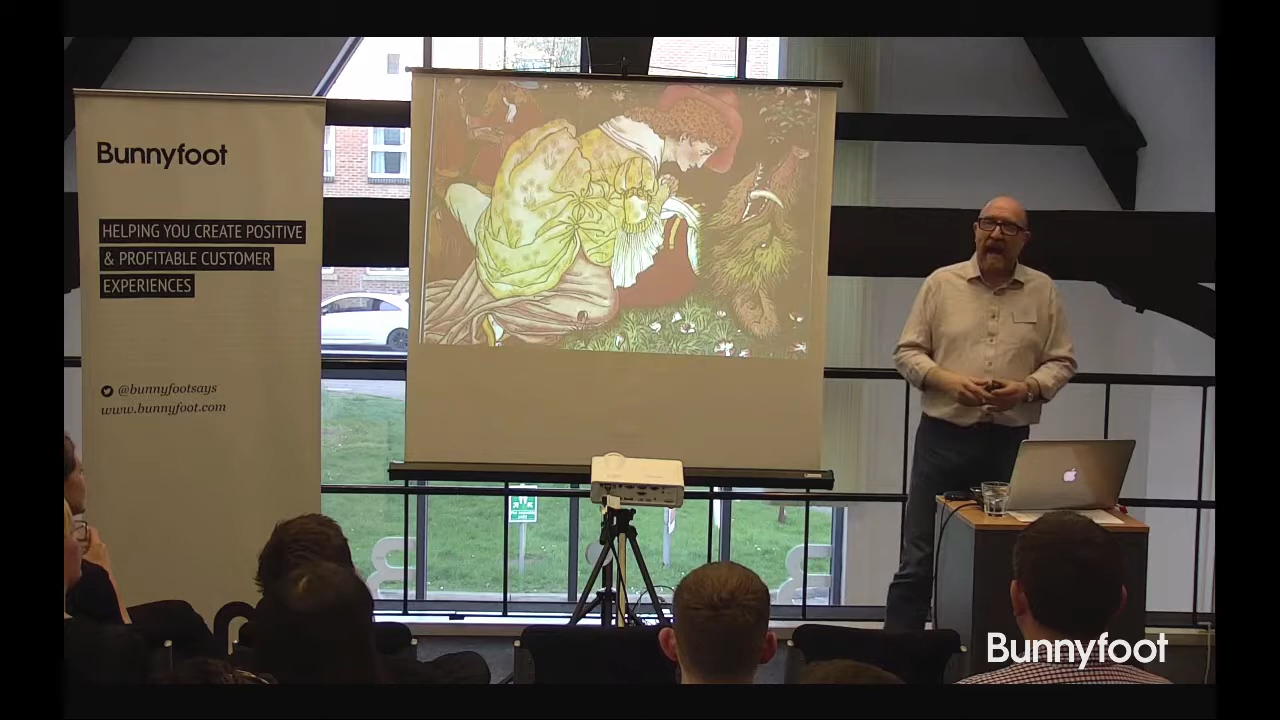 Bunnyfoot
HELPING YOU CREATE POSITIVE
& PROFITABLE CUSTOMER
EXPERIENCES
@bunnyfootsays
www.bunnyfoot.com
Bunnyfoot